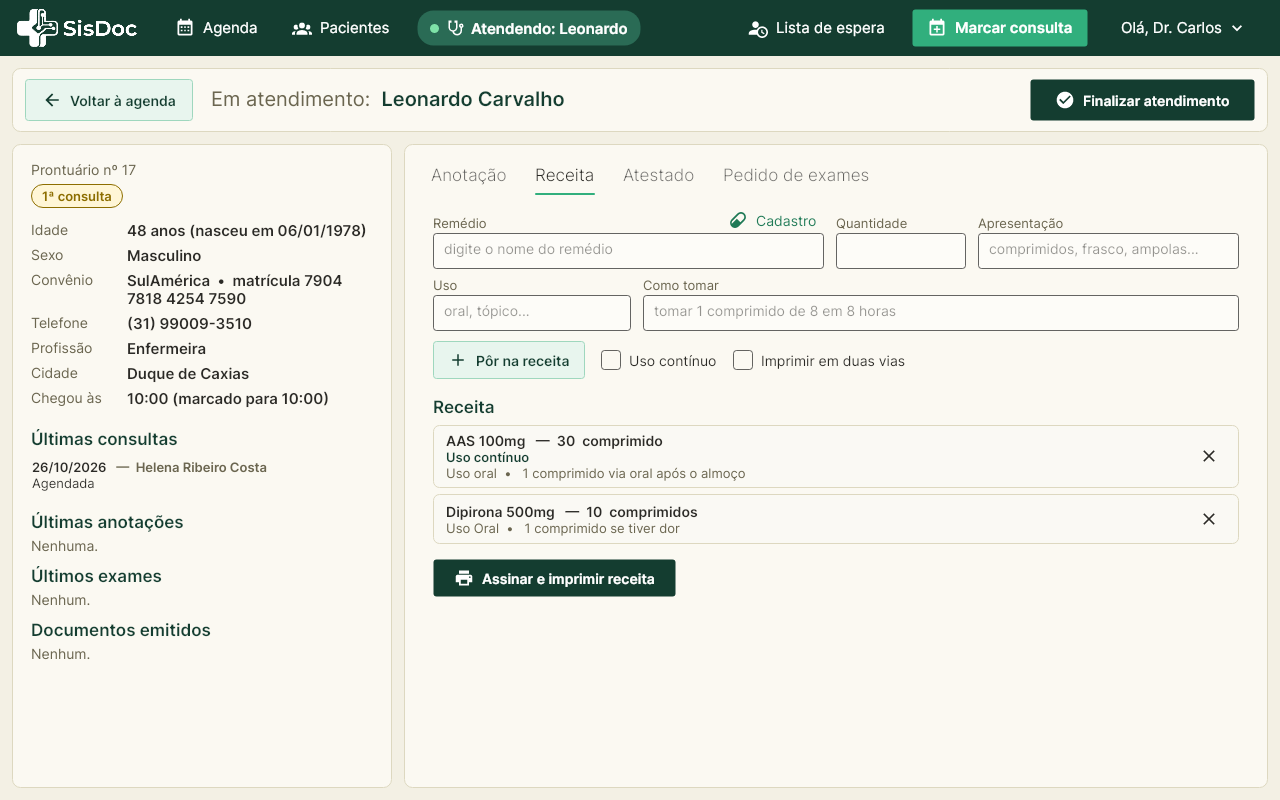 SisDoc
Agenda
Pacientes
Atendendo: Leonardo
Lista de espera
Marcar consulta
Olá, Dr. Carlos
Voltar à agenda
Em atendimento: Leonardo Carvalho
Finalizar atendimento
Prontuário nº 17
1ª consulta
Idade 48 anos (nasceu em 06/01/1978)
Sexo Masculino
Convênio SulAmérica • matrícula 7904
7818 4254 7590
Telefone (31) 99009-3510
Profissão Enfermeira
Cidade Duque de Caxias
Chegou às 10:00 (marcado para 10:00)
Últimas consultas
26/10/2026 — Helena Ribeiro Costa
Agendada
Últimas anotações
Nenhuma.
Últimos exames
Nenhum.
Documentos emitidos
Nenhum.
Anotação Receita Atestado Pedido de exames
Remédio Cadastro Quantidade Apresentação
digite o nome do remédio comprimidos, frasco, ampolas...
Uso Como tomar
oral, tópico... tomar 1 comprimido de 8 em 8 horas
Pôr na receita Uso contínuo Imprimir em duas vias
Receita
AAS 100mg — 30 comprimido
Uso contínuo
Uso oral • 1 comprimido via oral após o almoço
Dipirona 500mg — 10 comprimidos
Uso Oral • 1 comprimido se tiver dor
Assinar e imprimir receita